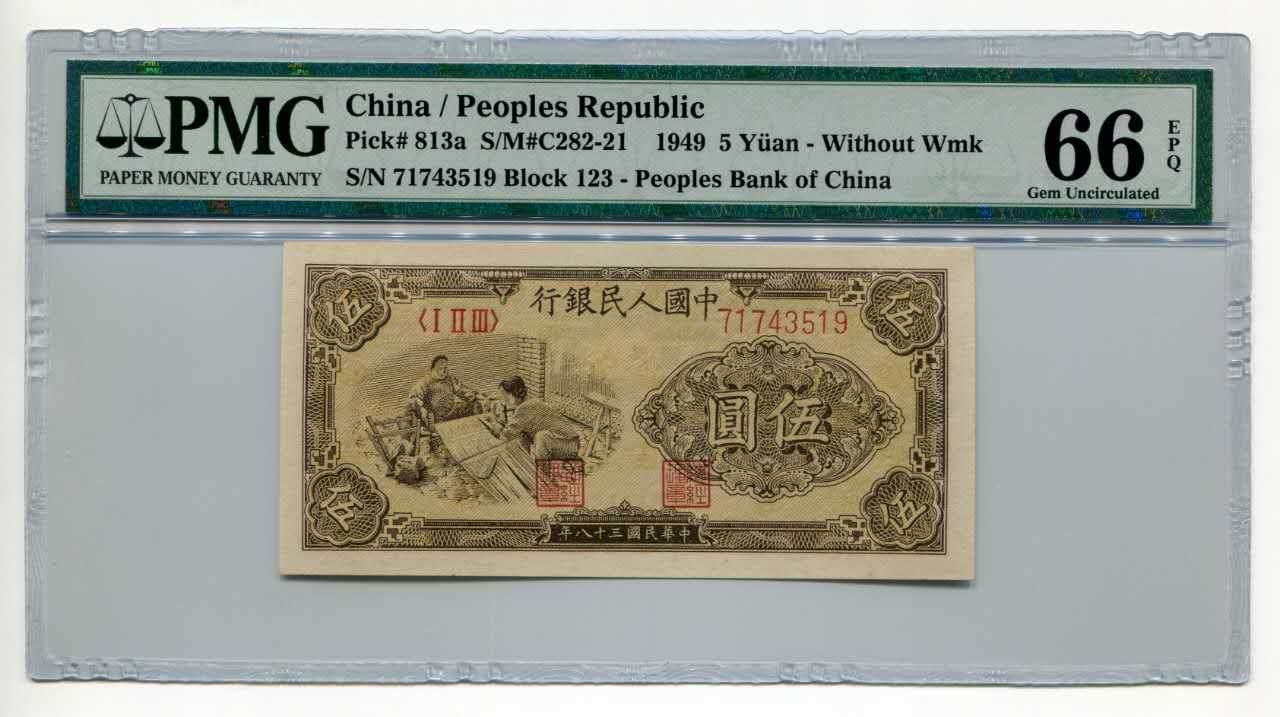 PMG
PAPER MONEY GUARANTY
China / Peoples Republic
Pick# 813a S/M#C282-21 1949 5 Yüan - Without Wmk
S/N 71743519 Block 123 - Peoples Bank of China
66
EPQ
Gem Uncirculated
中國人民銀行
〈I II III〉
71743519
伍
伍
伍圓
伍
伍
中華民國三十八年